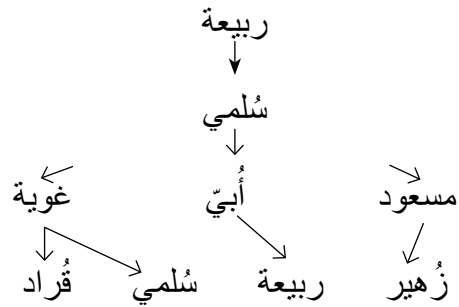 ربيعة
سُلمي
مسعود أُبيّ غوية
زُهير ربيعة سُلمي قُراد